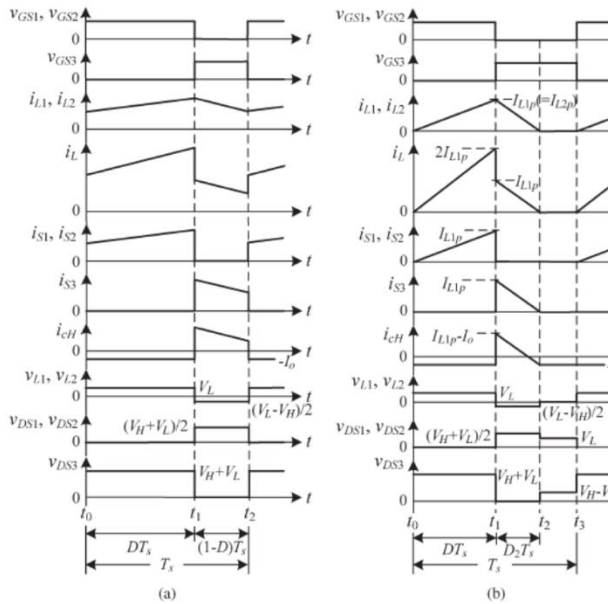 vGS1, vGS2
0
t
vGS3
0
t
iL1, iL2
0
t
iL
0
t
iS1, iS2
0
t
iS3
0
t
icH
0
t
-Io
vL1, vL2
VL
0
t
(VL-VH)/2
vDS1, vDS2
(VH+VL)/2
0
t
vDS3
VH+VL
0
t
t0
t1
t2
DTs
(1-D)Ts
Ts
(a)
vGS1, vGS2
0
vGS3
0
iL1, iL2
-IL1p(=IL2p)
0
iL
2IL1p
-IL1p
0
iS1, iS2
IL1p
0
iS3
IL1p
0
icH
IL1p-Io
0
vL1, vL2
VL
0
(VL-VH)/2
vDS1, vDS2
(VH+VL)/2
0
vDS3
VH+VL
0
t0
t1
t2
t3
DTs
D2Ts
Ts
(b)